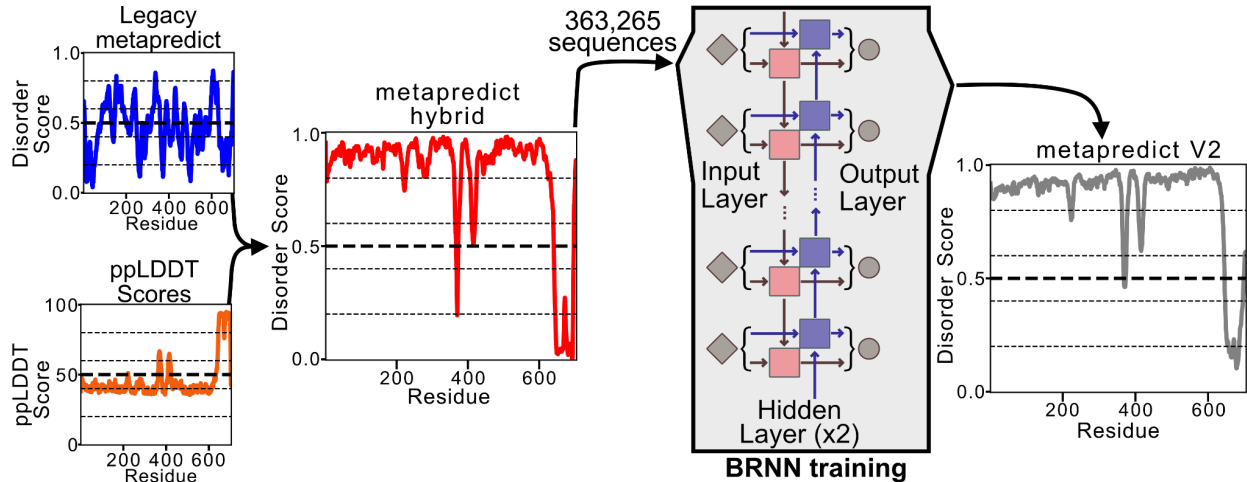 Legacy
metapredict
1.0
0.5
0.0
Disorder
Score
200 400 600
Residue
ppLDDT
Scores
100
50
0
ppLDDT
Score
200 400 600
Residue
metapredict
hybrid
1.0
0.5
0.0
Disorder Score
200 400 600
Residue
363,265
sequences
Input
Layer
Output
Layer
Hidden
Layer (x2)
BRNN training
metapredict V2
1.0
0.5
0.0
Disorder Score
200 400 600
Residue